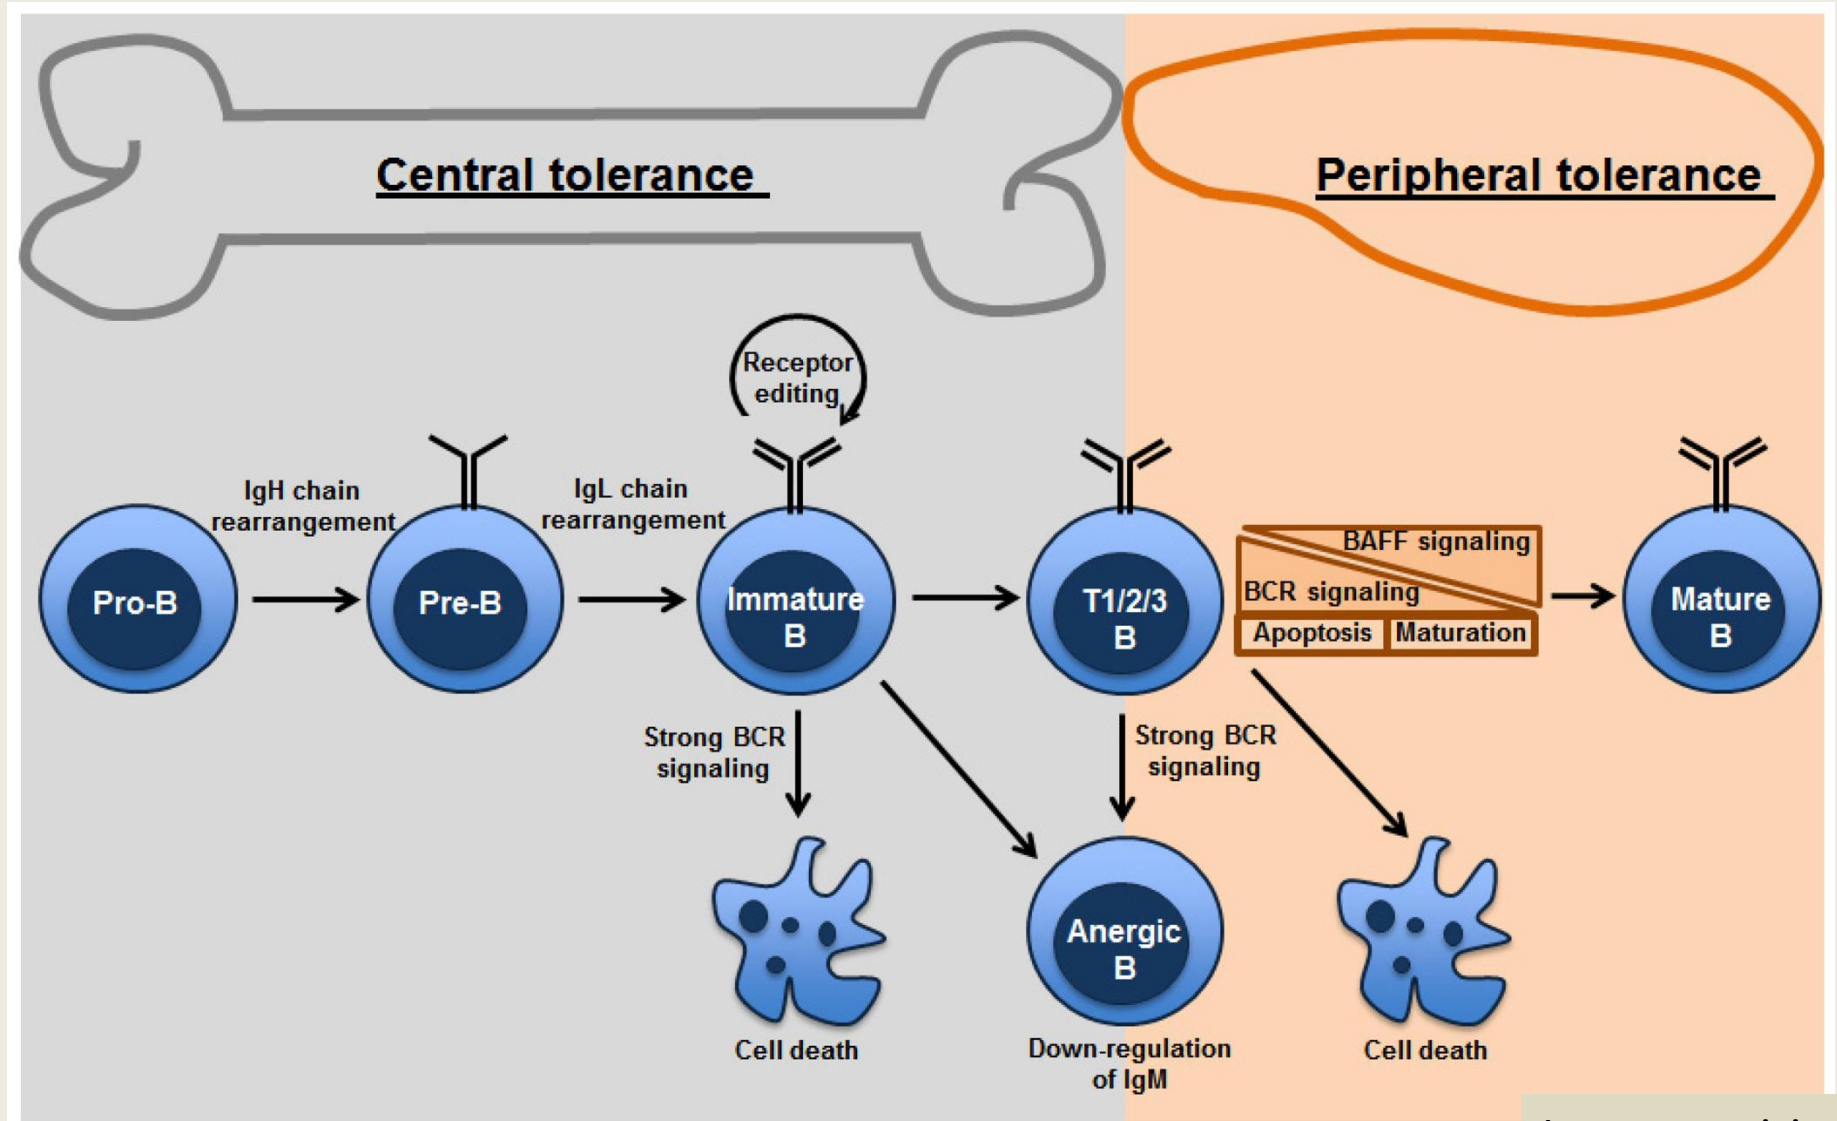 Central tolerance
Peripheral tolerance
Receptor
editing
IgH chain
rearrangement
IgL chain
rearrangement
Pro-B
Pre-B
Immature
B
T1/2/3
B
BAFF signaling
BCR signaling
Apoptosis
Maturation
Mature
B
Strong BCR
signaling
Strong BCR
signaling
Anergic
B
Cell death
Down-regulation
of IgM
Cell death